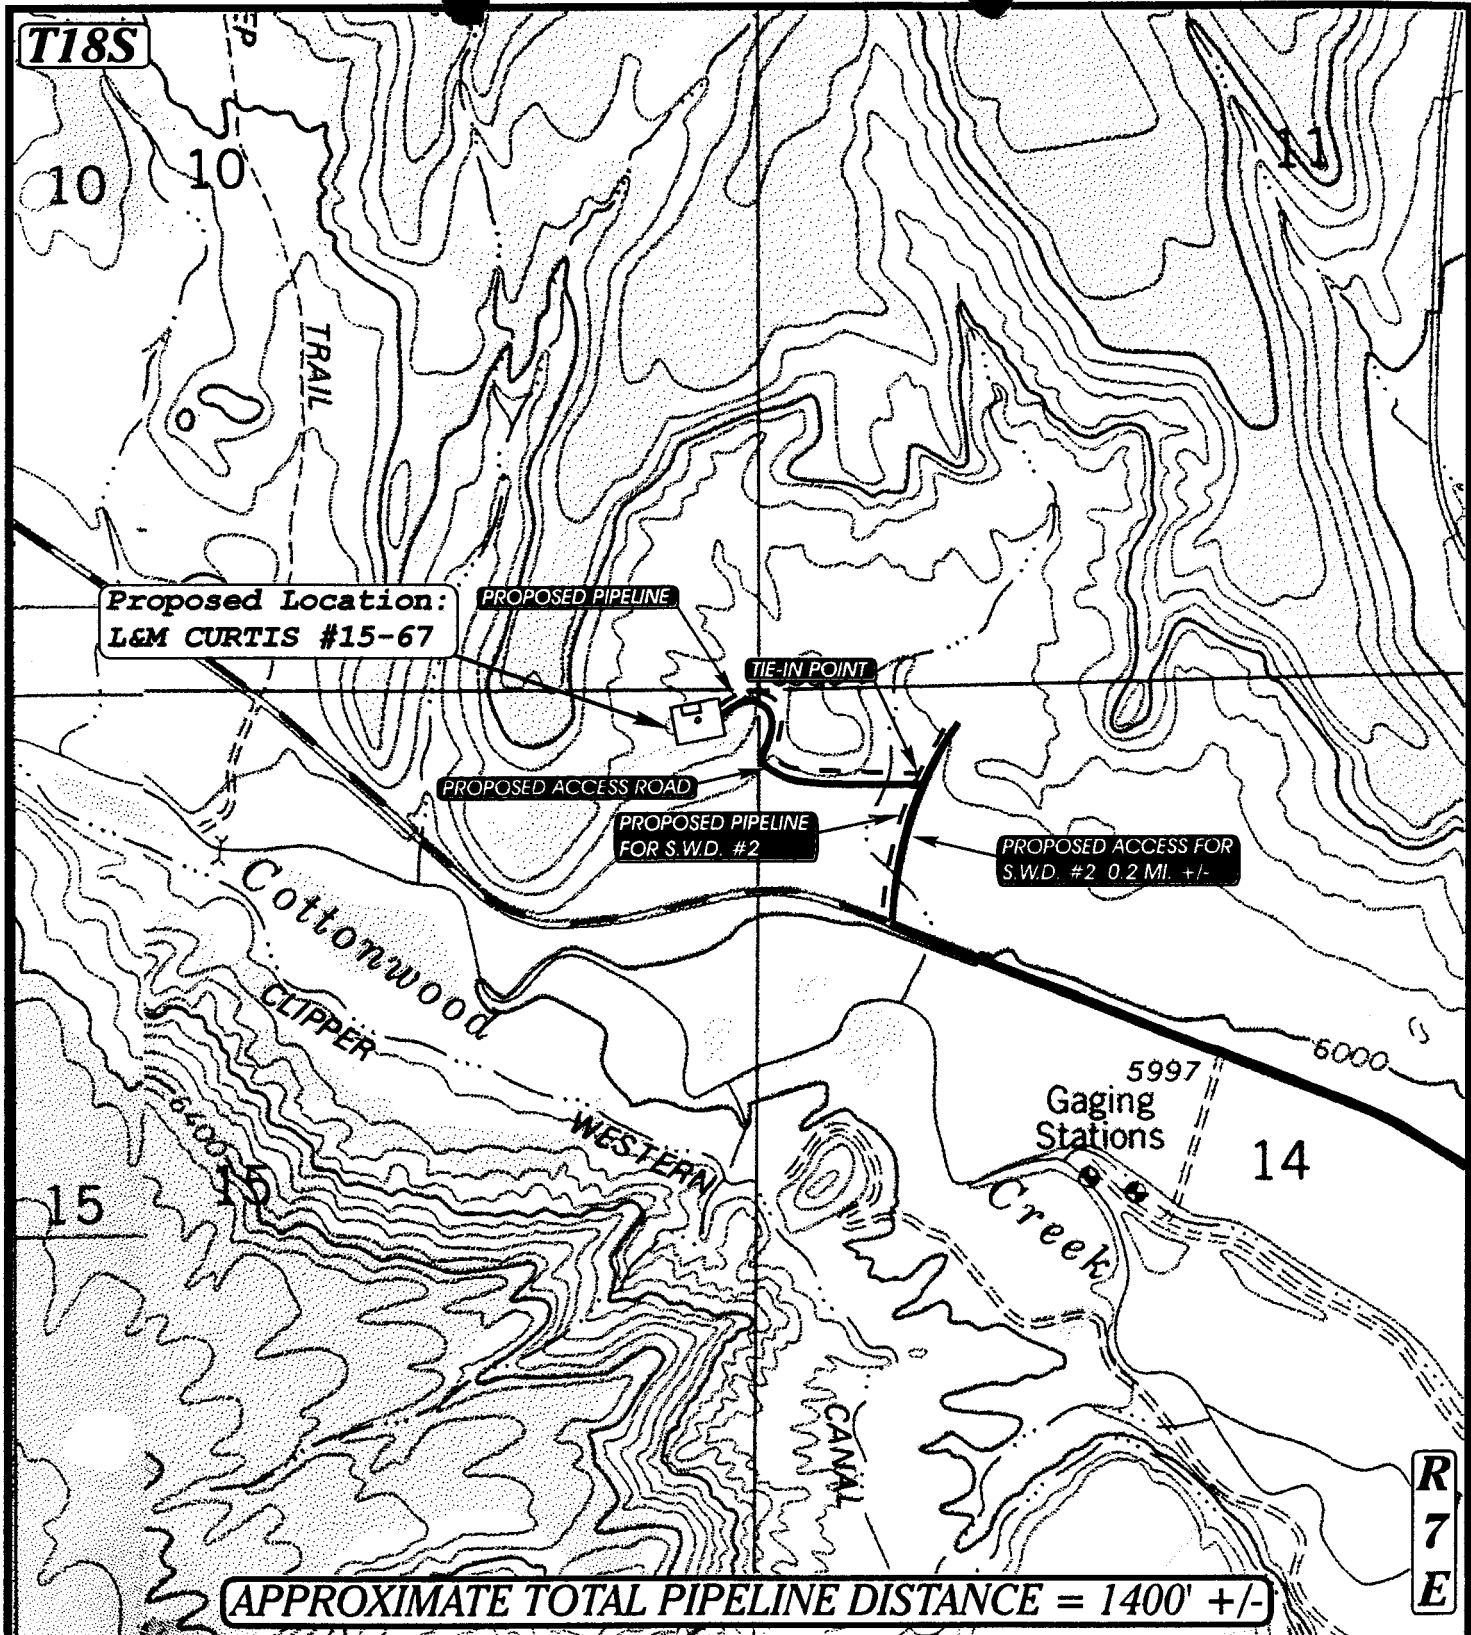 T18S
EP
10
10
11
TRAIL
Proposed Location:
L&M CURTIS #15-67
PROPOSED PIPELINE
TIE-IN POINT
PROPOSED ACCESS ROAD
PROPOSED PIPELINE
FOR S.W.D. #2
PROPOSED ACCESS FOR
S.W.D. #2 0.2 MI. +/-
Cottonwood
CLIPPER
WESTERN
6000
5997
Gaging
Stations
6400
15
15
14
Creek
CANAL
R
7
E
APPROXIMATE TOTAL PIPELINE DISTANCE = 1400' +/-